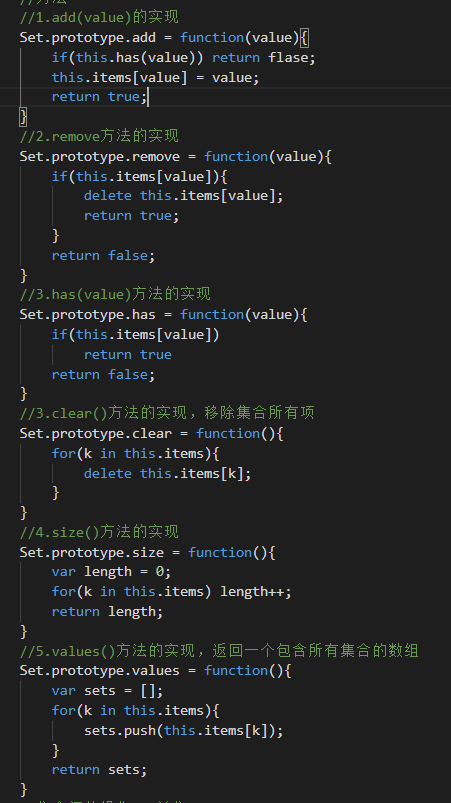 //方法
//1.add(value)的实现
Set.prototype.add = function(value){
    if(this.has(value)) return flase;
    this.items[value] = value;
    return true;
}
//2.remove方法的实现
Set.prototype.remove = function(value){
    if(this.items[value]){
        delete this.items[value];
        return true;
    }
    return false;
}
//3.has(value)方法的实现
Set.prototype.has = function(value){
    if(this.items[value])
        return true
    return false;
}
//3.clear()方法的实现，移除集合所有项
Set.prototype.clear = function(){
    for(k in this.items){
        delete this.items[k];
    }
}
//4.size()方法的实现
Set.prototype.size = function(){
    var length = 0;
    for(k in this.items) length++;
    return length;
}
//5.values()方法的实现，返回一个包含所有集合的数组
Set.prototype.values = function(){
    var sets = [];
    for(k in this.items){
        sets.push(this.items[k]);
    }
    return sets;
}